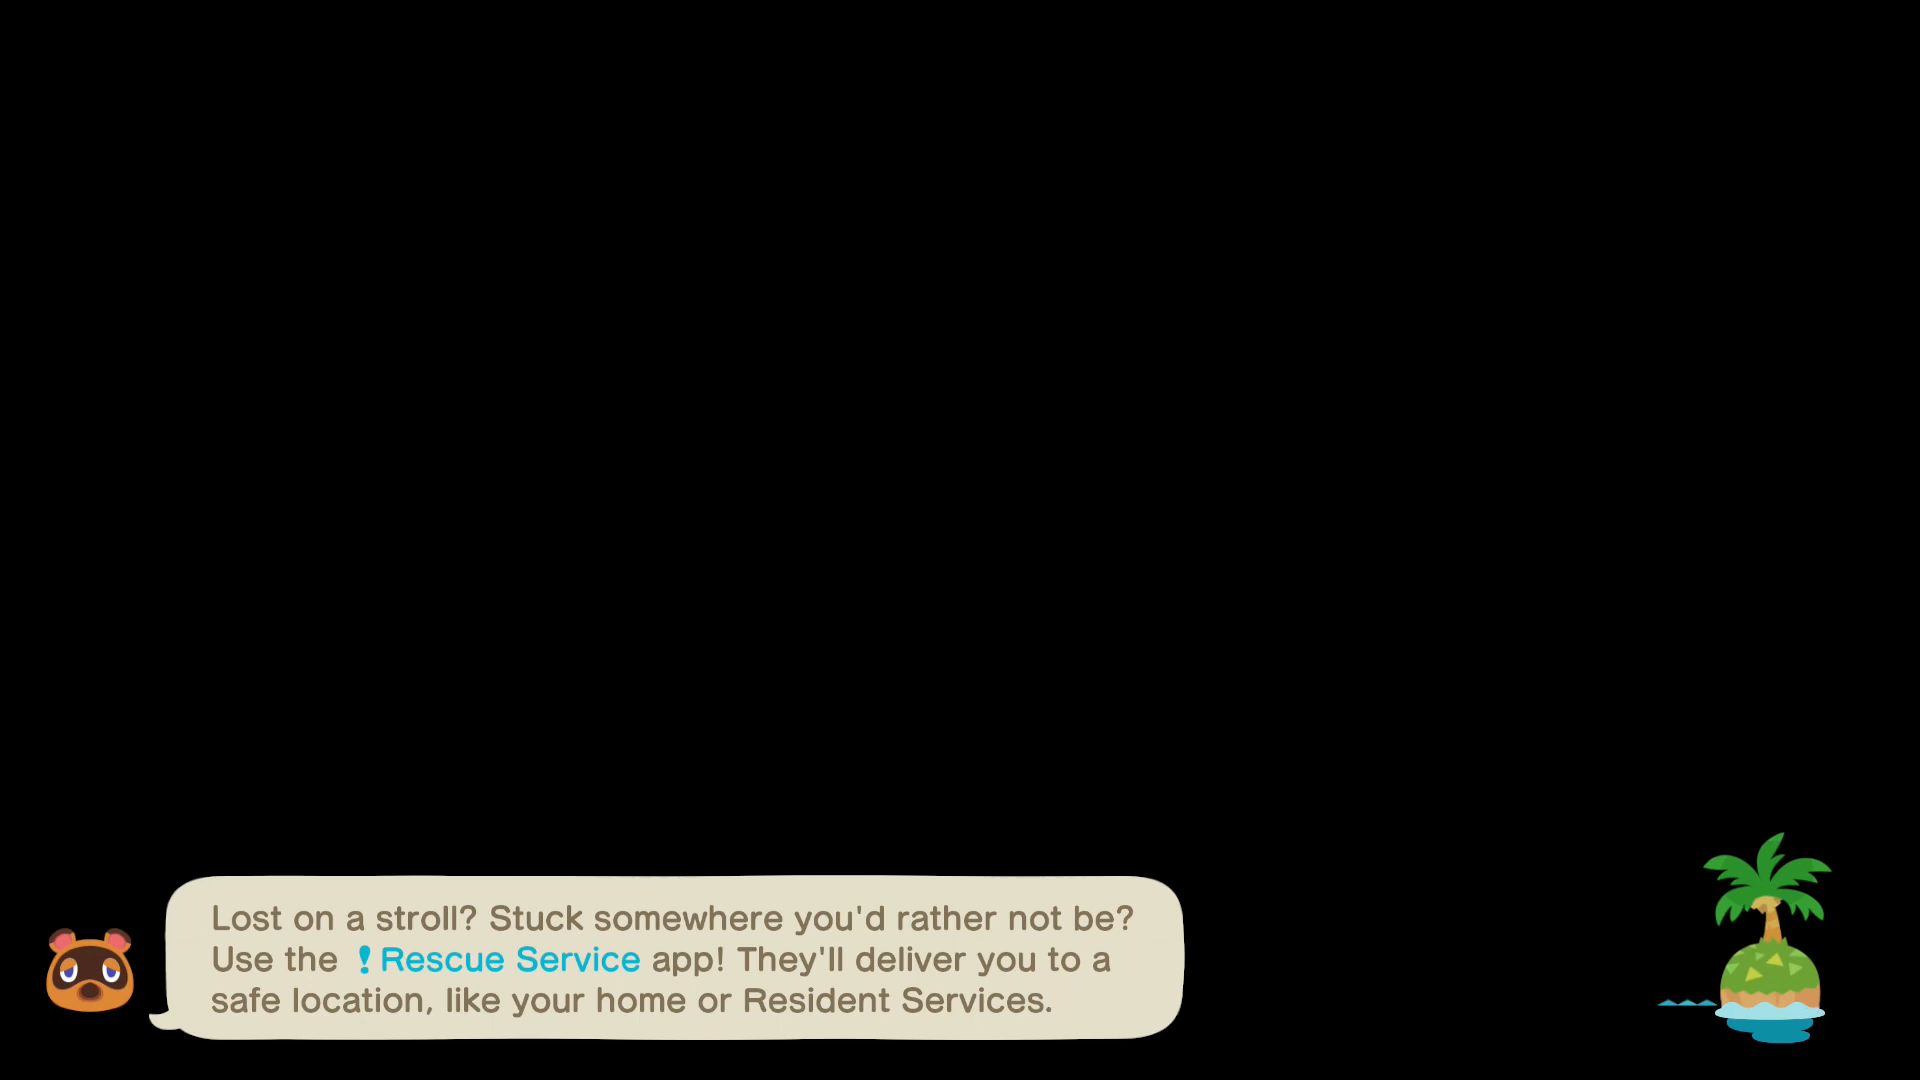 Lost on a stroll? Stuck somewhere you'd rather not be?
Use the ❗Rescue Service app! They'll deliver you to a
safe location, like your home or Resident Services.